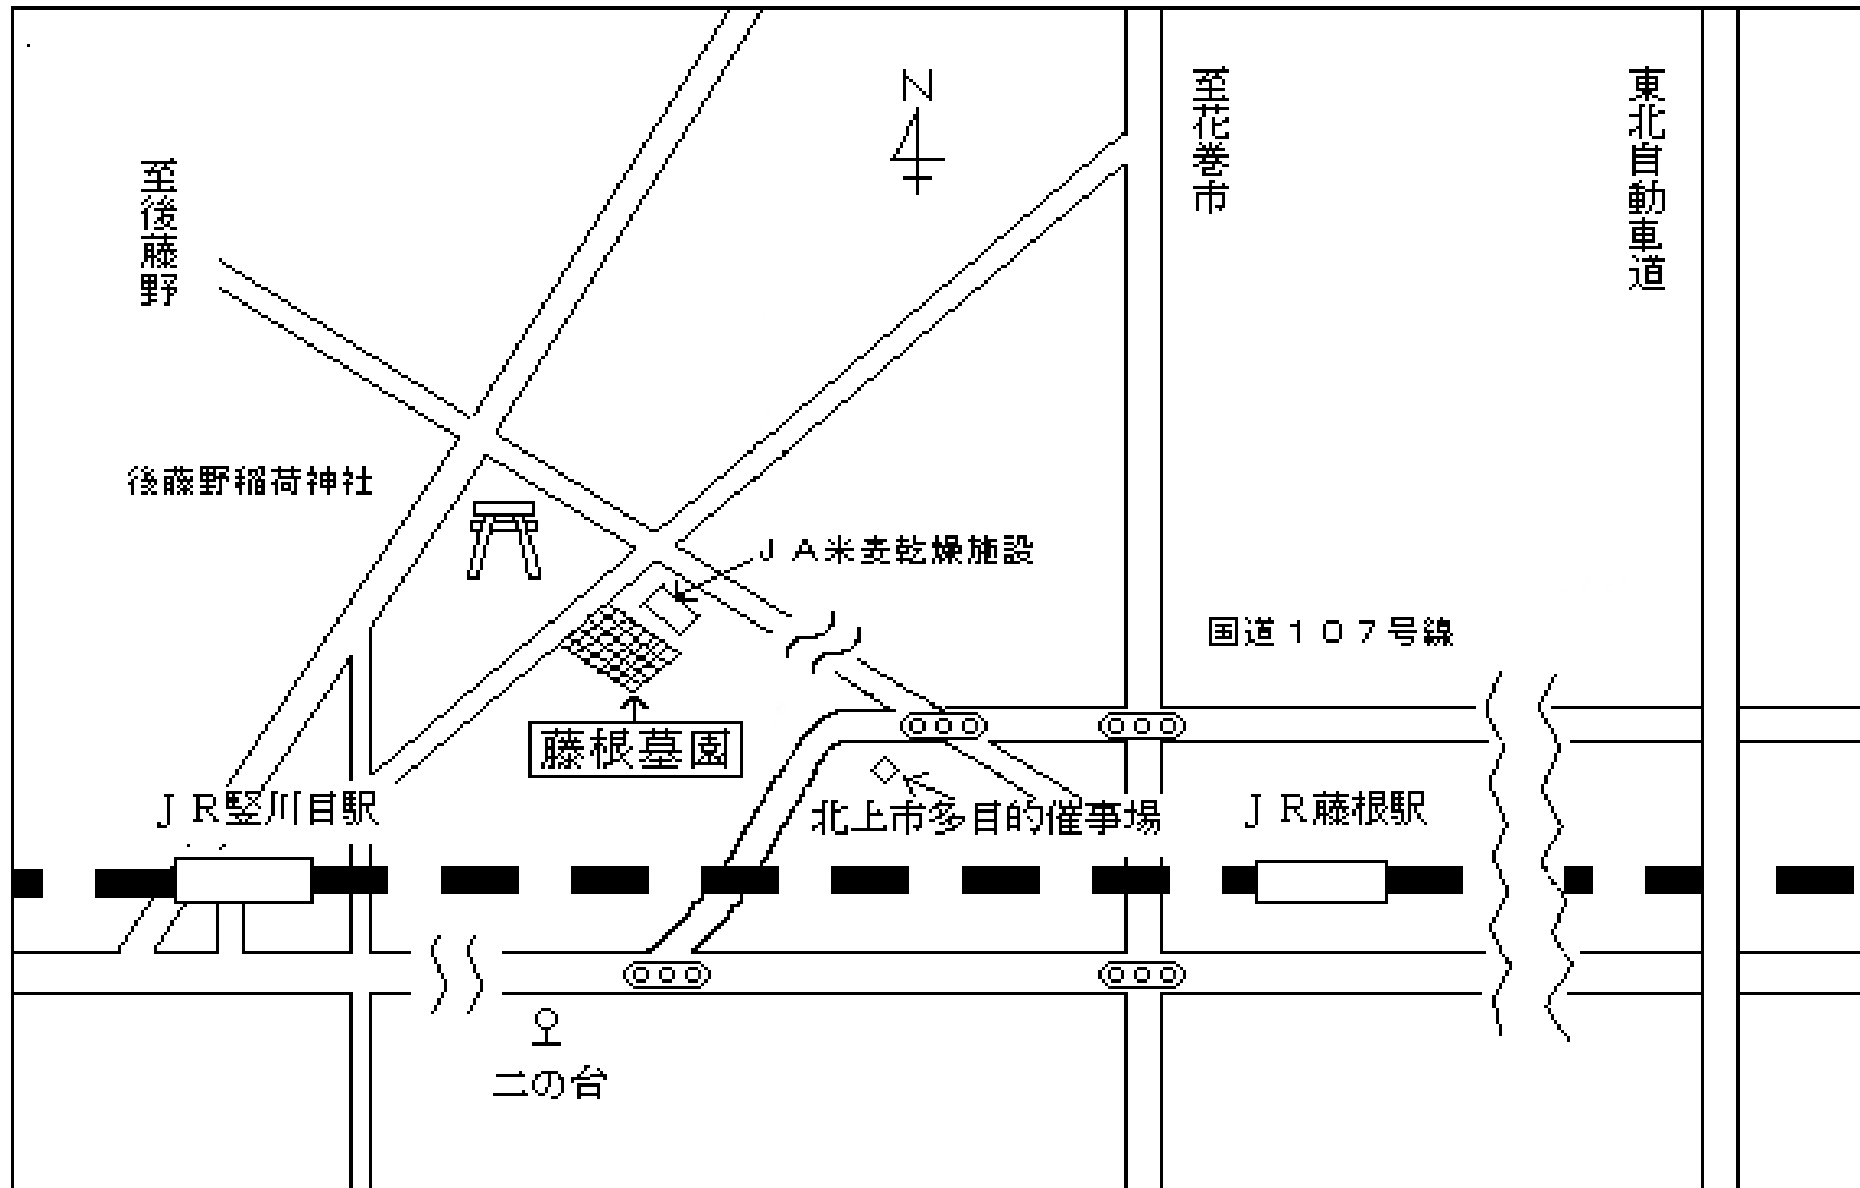 N
至花巻市
東北自動車道
至後藤野
後藤野稲荷神社
ＪＡ米麦乾燥施設
国道１０７号線
藤根墓園
ＪＲ竪川目駅
北上市多目的催事場
ＪＲ藤根駅
二の台